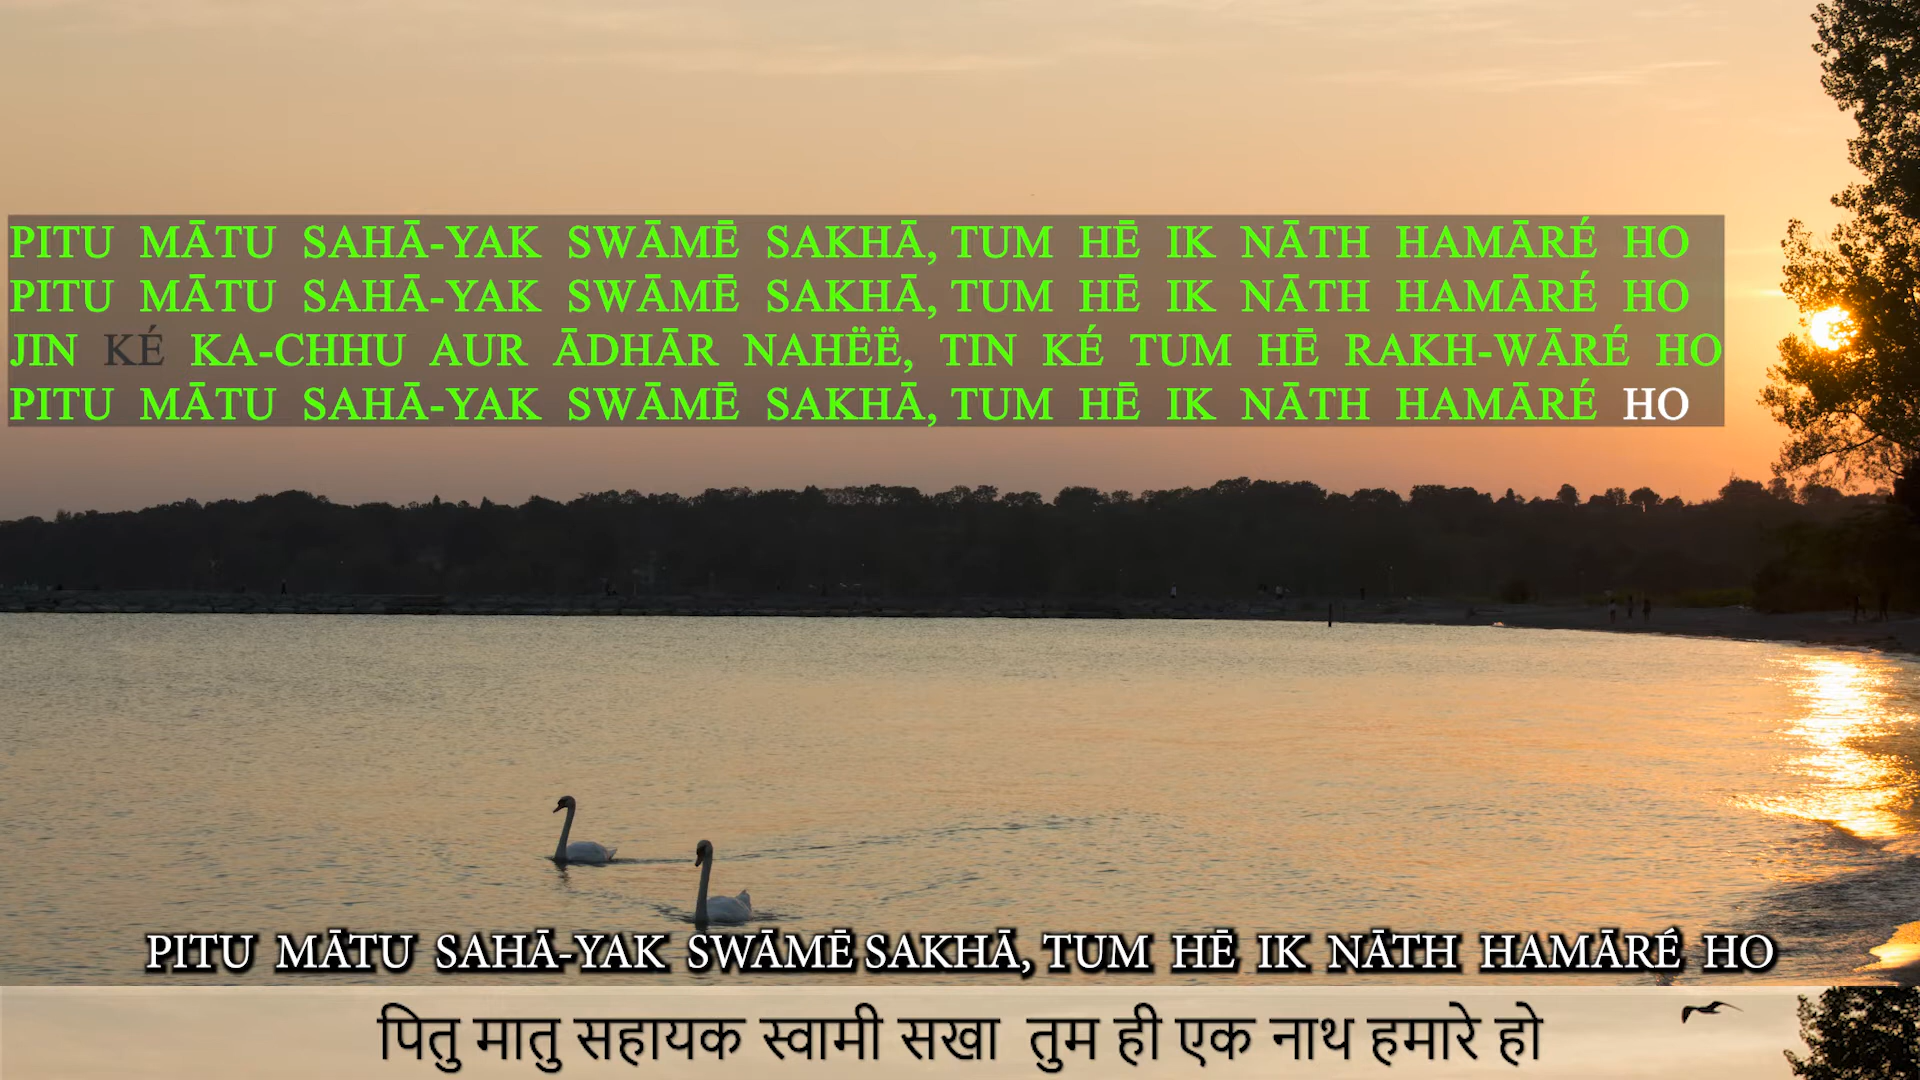 PITU MĀTU SAHĀ-YAK SWĀMĒ SAKHĀ, TUM HĒ IK NĀTH HAMĀRÉ HO
PITU MĀTU SAHĀ-YAK SWĀMĒ SAKHĀ, TUM HĒ IK NĀTH HAMĀRÉ HO
JIN KÉ KA-CHHU AUR ĀDHĀR NAHËË, TIN KÉ TUM HĒ RAKH-WĀRÉ HO
PITU MĀTU SAHĀ-YAK SWĀMĒ SAKHĀ, TUM HĒ IK NĀTH HAMĀRÉ HO
PITU MĀTU SAHĀ-YAK SWĀMĒ SAKHĀ, TUM HĒ IK NĀTH HAMĀRÉ HO
पितु मातु सहायक स्वामी सखा तुम ही एक नाथ हमारे हो